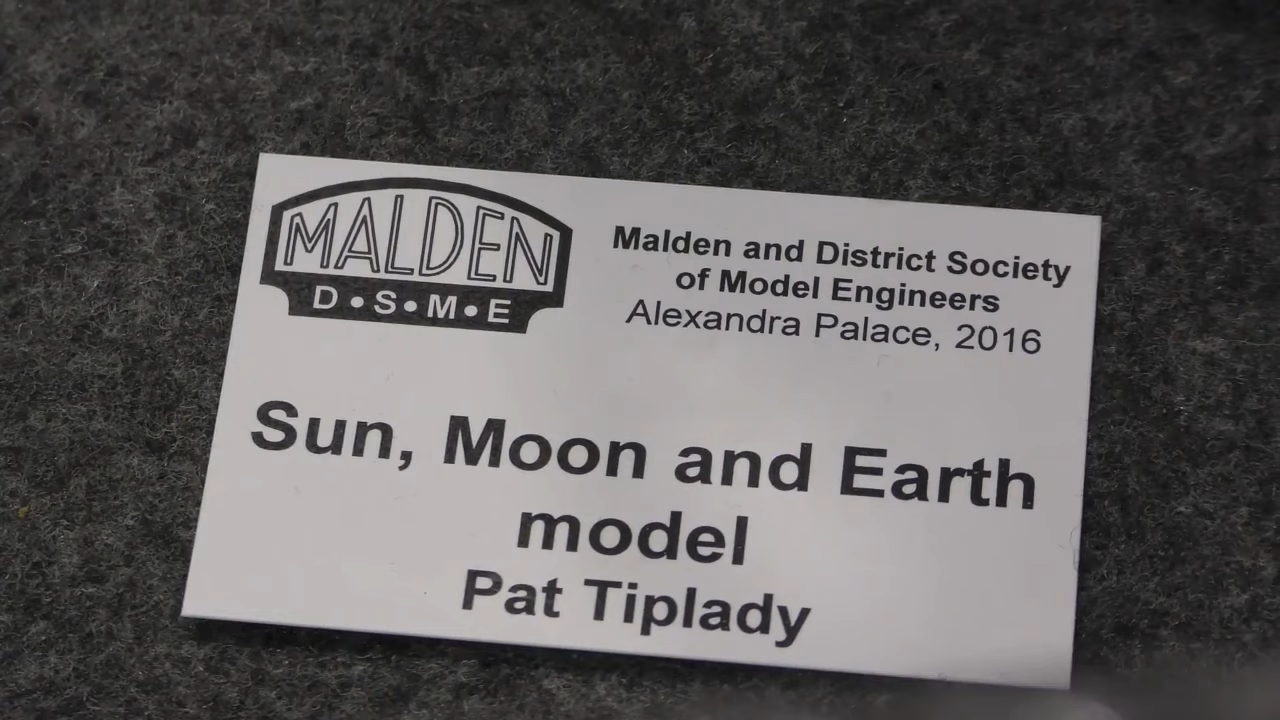 MALDEN
D•S•M•E
Malden and District Society
of Model Engineers
Alexandra Palace, 2016
Sun, Moon and Earth
model
Pat Tiplady